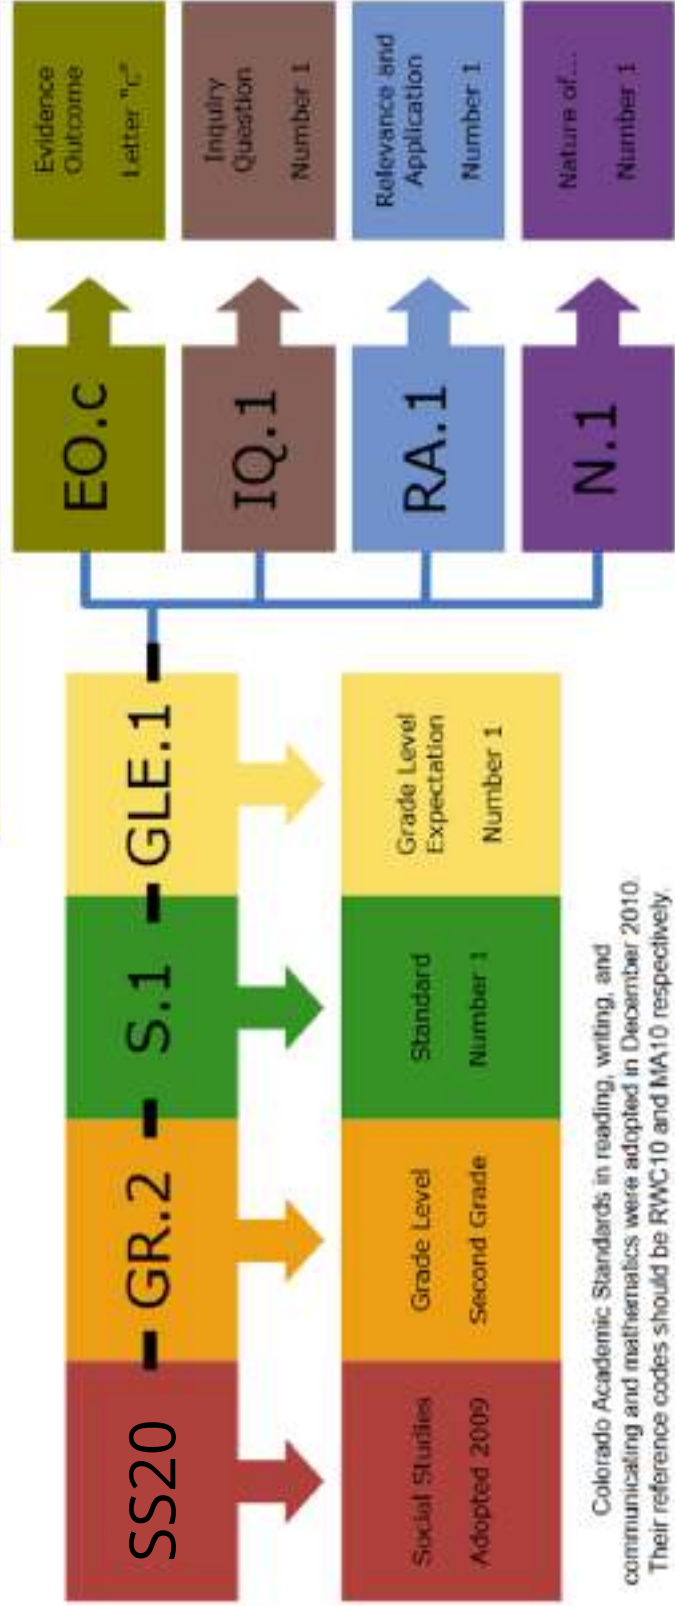 SS20
GR.2
S.1
GLE.1
Social Studies
Adopted 2009
Grade Level
Second Grade
Standard
Number 1
Grade Level
Expectation
Number 1
EO.c
Evidence
Outcome
Letter "c"
IQ.1
Inquiry
Question
Number 1
RA.1
Relevance and
Application
Number 1
N.1
Nature of...
Number 1
Colorado Academic Standards in reading, writing, and
communicating and mathematics were adopted in December 2010.
Their reference codes should be RWC10 and MA10 respectively.